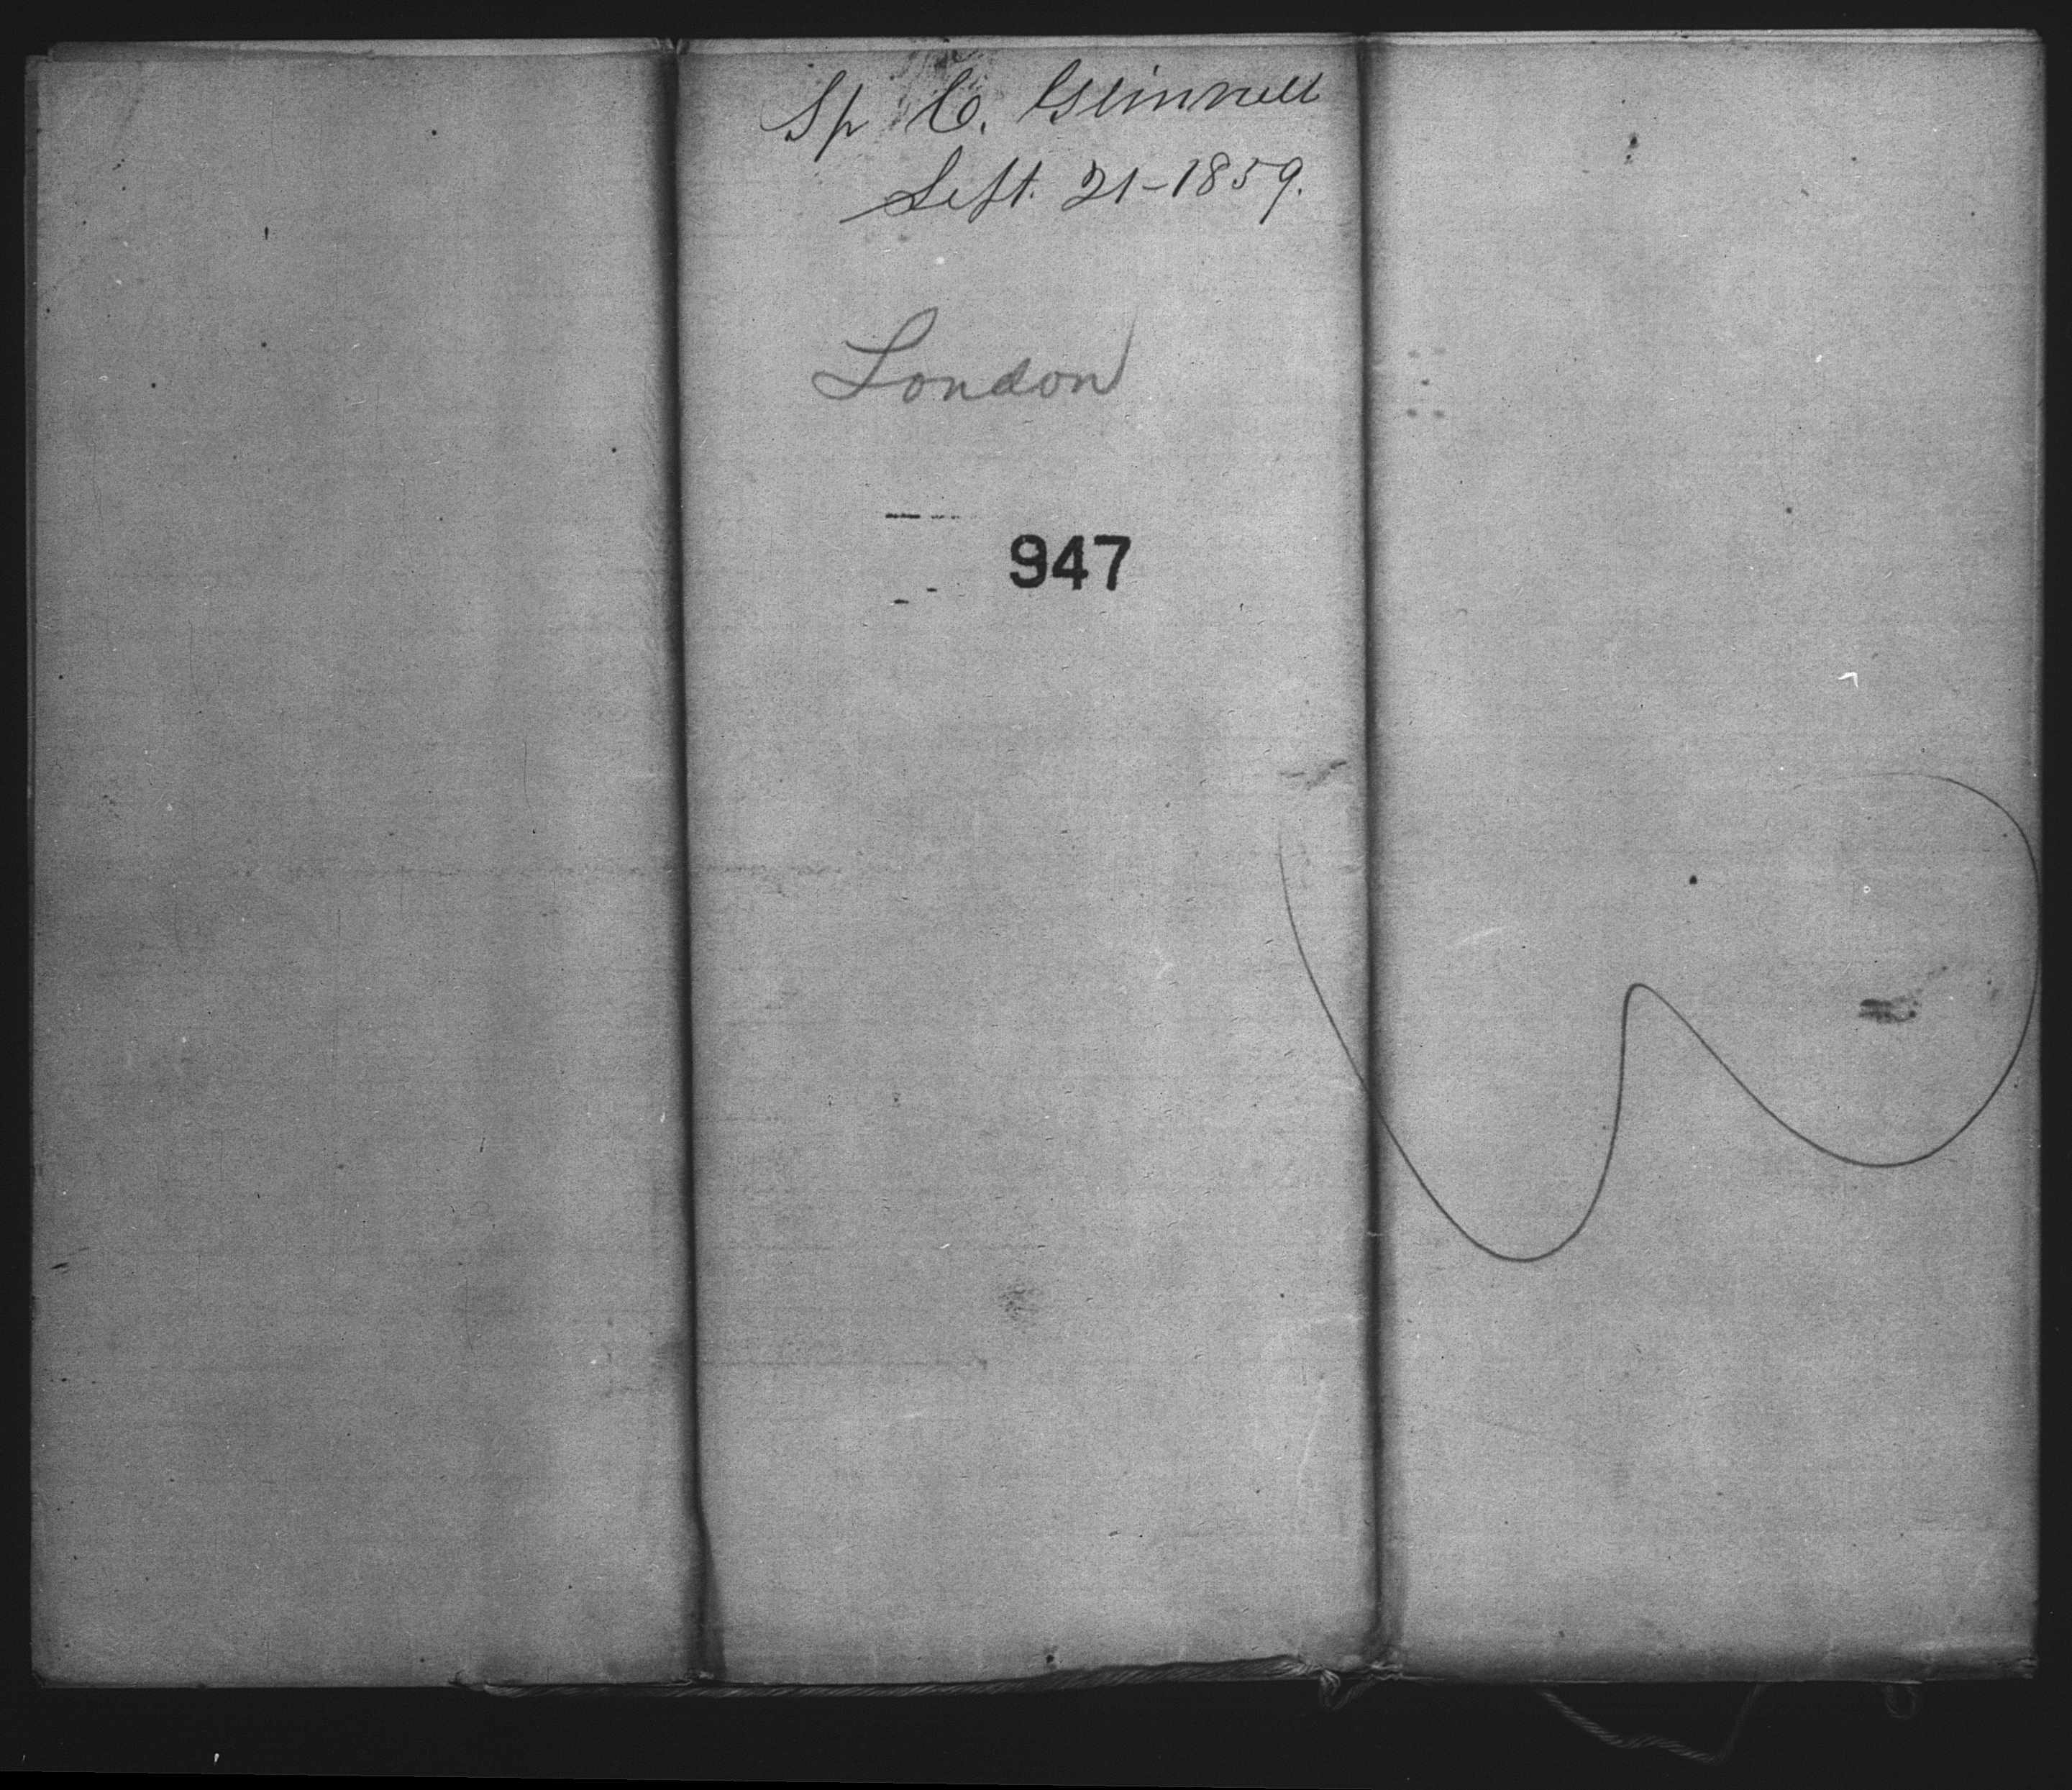 Sp C. Grinnell
Sept. 21-1859.
London
947